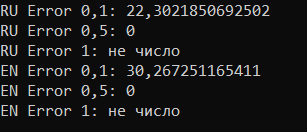 RU Error 0,1: 22,3021850692502
RU Error 0,5: 0
RU Error 1: не число
EN Error 0,1: 30,267251165411
EN Error 0,5: 0
EN Error 1: не число